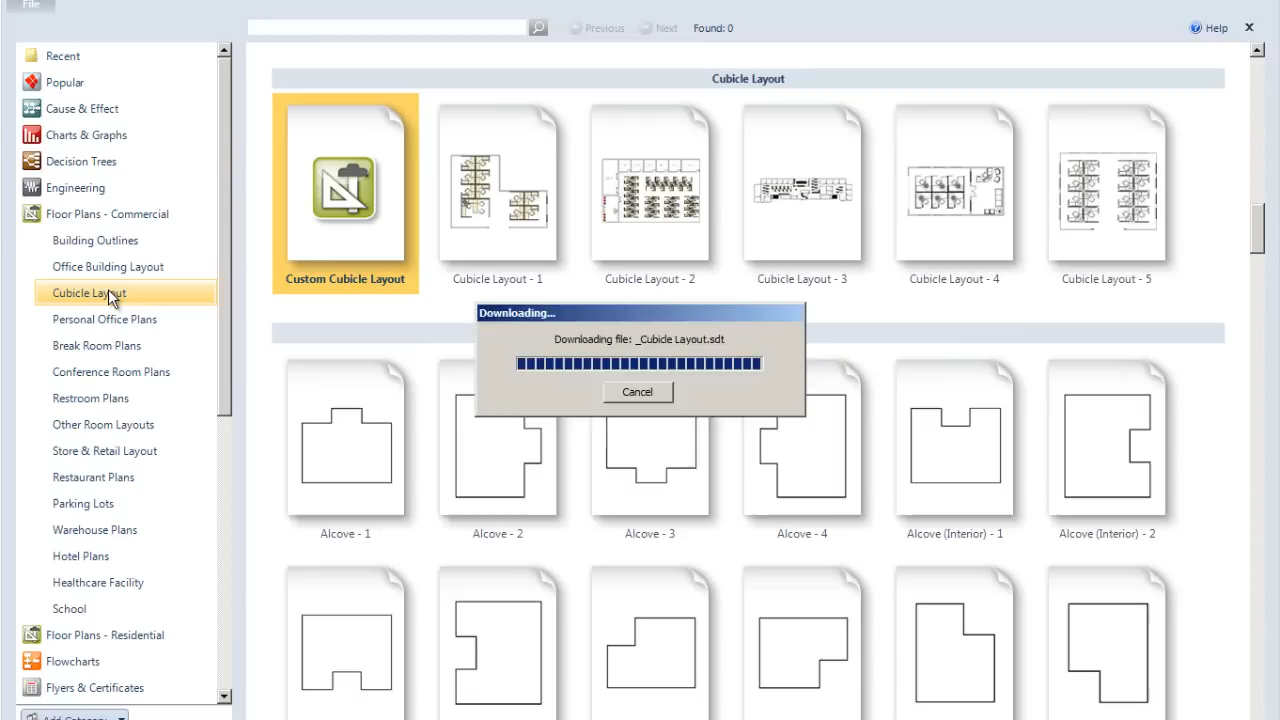 File
Previous Next Found: 0 Help
Recent
Popular
Cause & Effect
Charts & Graphs
Decision Trees
Engineering
Floor Plans - Commercial
Building Outlines
Office Building Layout
Cubicle Layout
Personal Office Plans
Break Room Plans
Conference Room Plans
Restroom Plans
Other Room Layouts
Store & Retail Layout
Restaurant Plans
Parking Lots
Warehouse Plans
Hotel Plans
Healthcare Facility
School
Floor Plans - Residential
Flowcharts
Flyers & Certificates
Add Category
Cubicle Layout
Custom Cubicle Layout Cubicle Layout - 1 Cubicle Layout - 2 Cubicle Layout - 3 Cubicle Layout - 4 Cubicle Layout - 5
Downloading...
Downloading file: _Cubicle Layout.sdt
Cancel
Alcove - 1 Alcove - 2 Alcove - 3 Alcove - 4 Alcove (Interior) - 1 Alcove (Interior) - 2